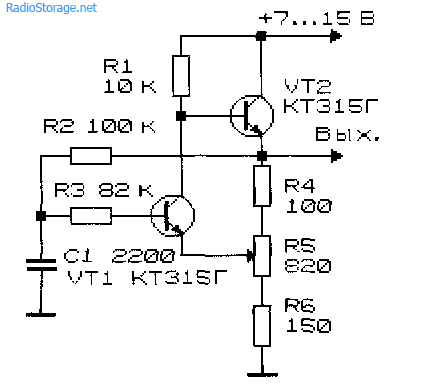 RadioStorage.net
+7...15 В
R1
10 К
VT2
КТ315Г
R2 100 К
Вых.
R3 82 К
R4
100
C1 2200
R5
820
VT1 КТ315Г
R6
150